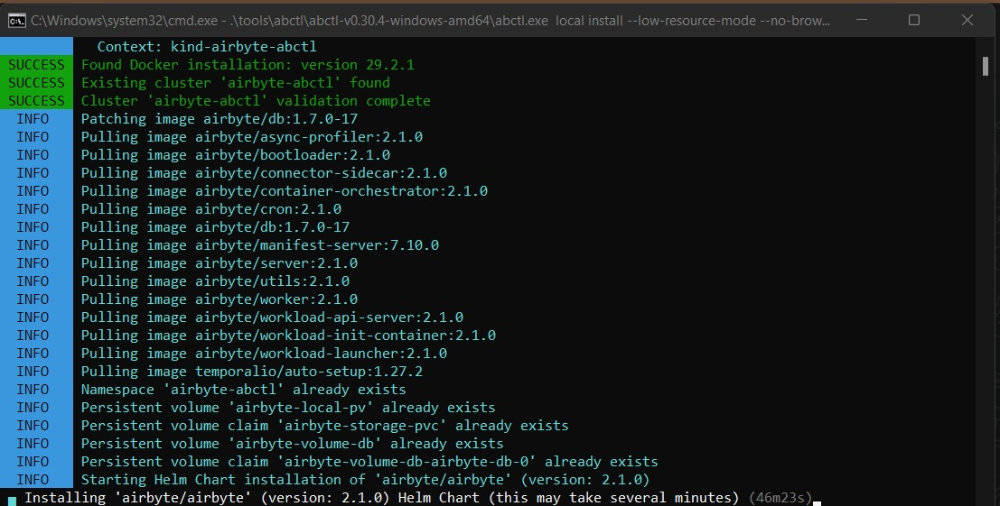 C:\Windows\system32\cmd.exe - .\tools\abctl\abctl-v0.30.4-windows-amd64\abctl.exe  local install --low-resource-mode --no-brow...
Context: kind-airbyte-abctl
SUCCESS Found Docker installation: version 29.2.1
SUCCESS Existing cluster 'airbyte-abctl' found
SUCCESS Cluster 'airbyte-abctl' validation complete
INFO Patching image airbyte/db:1.7.0-17
INFO Pulling image airbyte/async-profiler:2.1.0
INFO Pulling image airbyte/bootloader:2.1.0
INFO Pulling image airbyte/connector-sidecar:2.1.0
INFO Pulling image airbyte/container-orchestrator:2.1.0
INFO Pulling image airbyte/cron:2.1.0
INFO Pulling image airbyte/db:1.7.0-17
INFO Pulling image airbyte/manifest-server:7.10.0
INFO Pulling image airbyte/server:2.1.0
INFO Pulling image airbyte/utils:2.1.0
INFO Pulling image airbyte/worker:2.1.0
INFO Pulling image airbyte/workload-api-server:2.1.0
INFO Pulling image airbyte/workload-init-container:2.1.0
INFO Pulling image airbyte/workload-launcher:2.1.0
INFO Pulling image temporalio/auto-setup:1.27.2
INFO Namespace 'airbyte-abctl' already exists
INFO Persistent volume 'airbyte-local-pv' already exists
INFO Persistent volume claim 'airbyte-storage-pvc' already exists
INFO Persistent volume 'airbyte-volume-db' already exists
INFO Persistent volume claim 'airbyte-volume-db-airbyte-db-0' already exists
INFO Starting Helm Chart installation of 'airbyte/airbyte' (version: 2.1.0)
Installing 'airbyte/airbyte' (version: 2.1.0) Helm Chart (this may take several minutes) (46m23s)